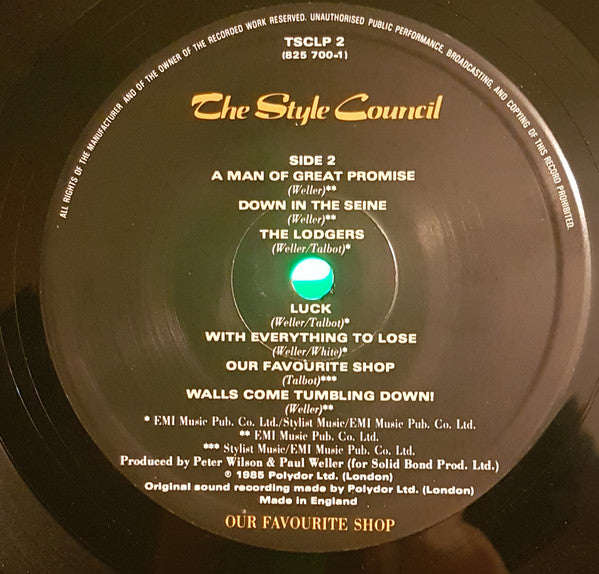 ALL RIGHTS OF THE MANUFACTURER AND OF THE OWNER OF THE RECORDED WORK RESERVED. UNAUTHORISED PUBLIC PERFORMANCE, BROADCASTING, AND COPYING OF THIS RECORD PROHIBITED.
TSCLP 2
(825 700-1)
The Style Council
SIDE 2
A MAN OF GREAT PROMISE
(Weller)**
DOWN IN THE SEINE
(Weller)**
THE LODGERS
(Weller/Talbot)*
LUCK
(Weller/Talbot)*
WITH EVERYTHING TO LOSE
(Weller/White)*
OUR FAVOURITE SHOP
(Talbot)***
WALLS COME TUMBLING DOWN!
(Weller)**
* EMI Music Pub. Co. Ltd./Stylist Music/EMI Music Pub. Co. Ltd.
** EMI Music Pub. Co. Ltd.
*** Stylist Music/EMI Music Pub. Co. Ltd.
Produced by Peter Wilson & Paul Weller (for Solid Bond Prod. Ltd.)
℗ 1985 Polydor Ltd. (London)
Original sound recording made by Polydor Ltd. (London)
Made in England
OUR FAVOURITE SHOP